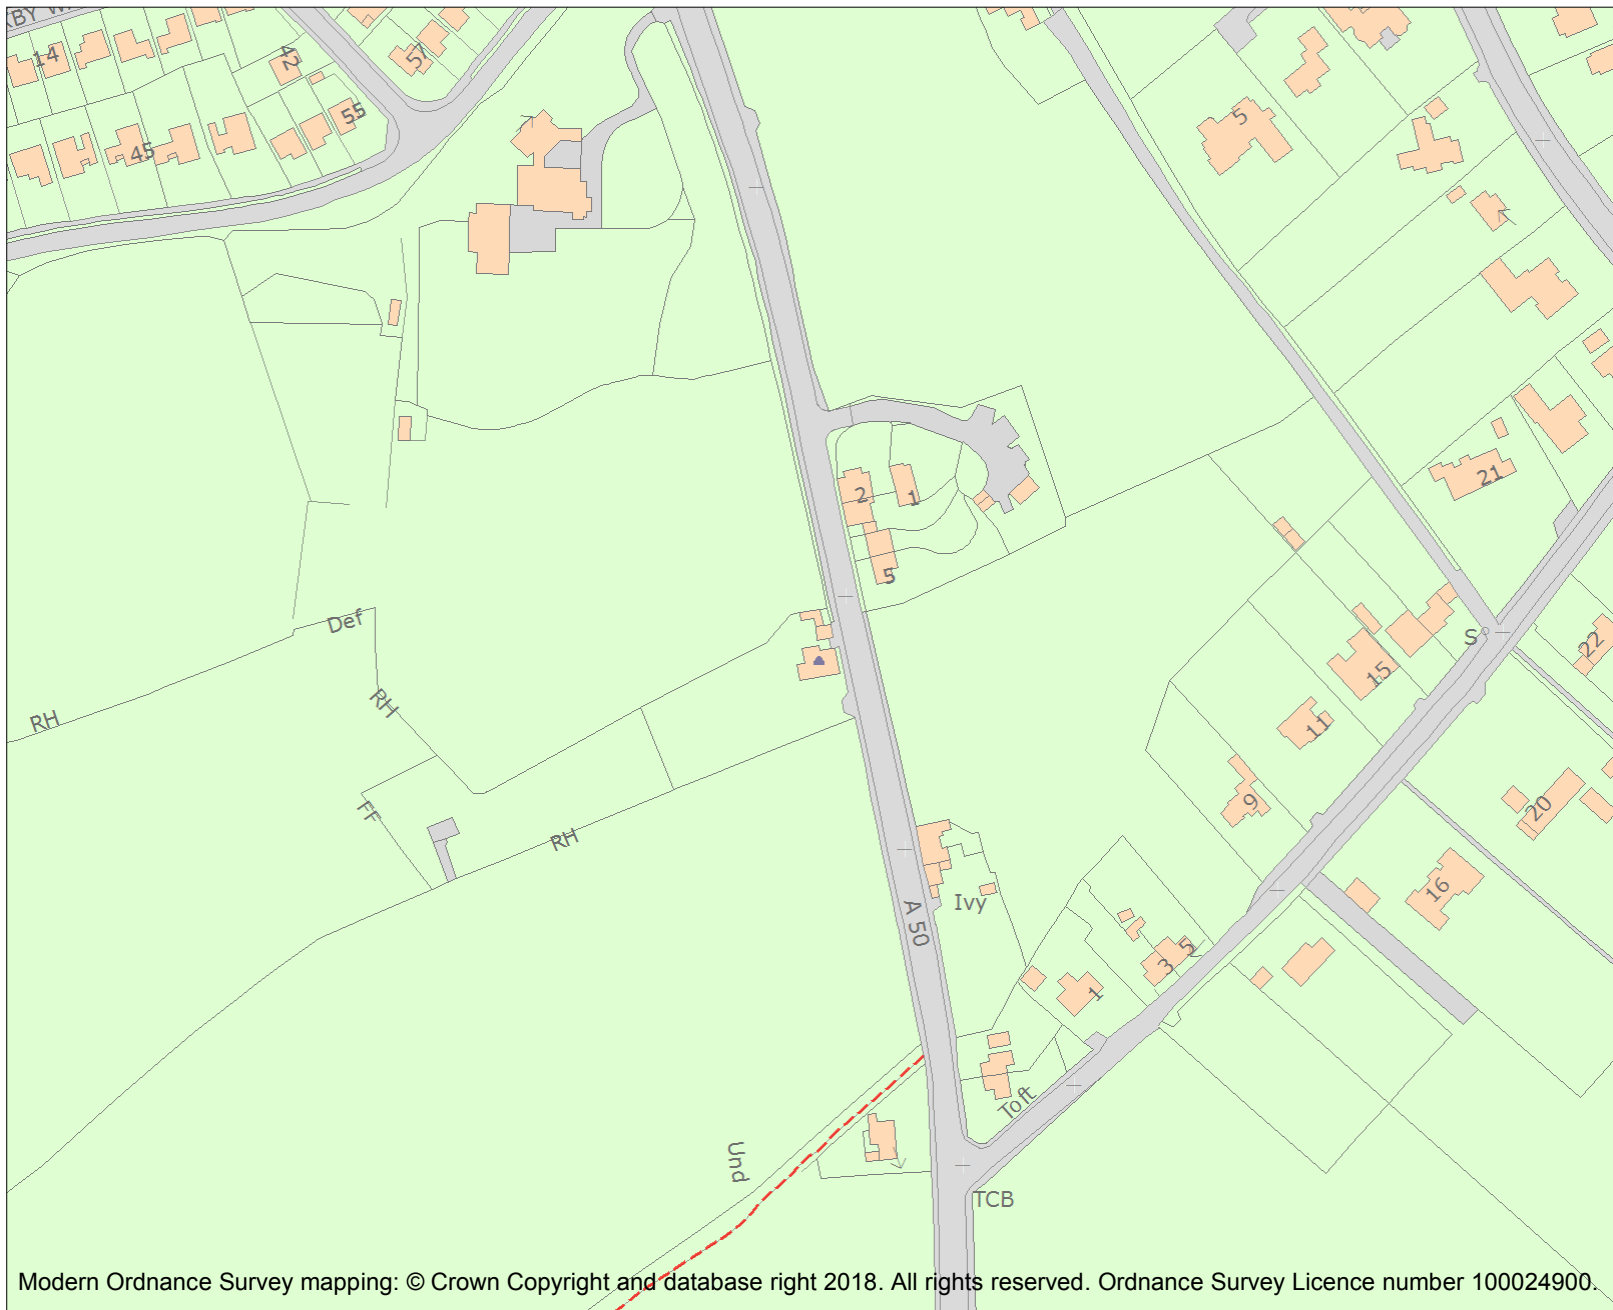 14
42
57
55
45
5
2
1
5
21
Def
RH
RH
S
22
15
11
9
20
FF
RH
16
A 50
Ivy
5
3
1
Toft
Und
TCB
Modern Ordnance Survey mapping: © Crown Copyright and database right 2018. All rights reserved. Ordnance Survey Licence number 100024900.